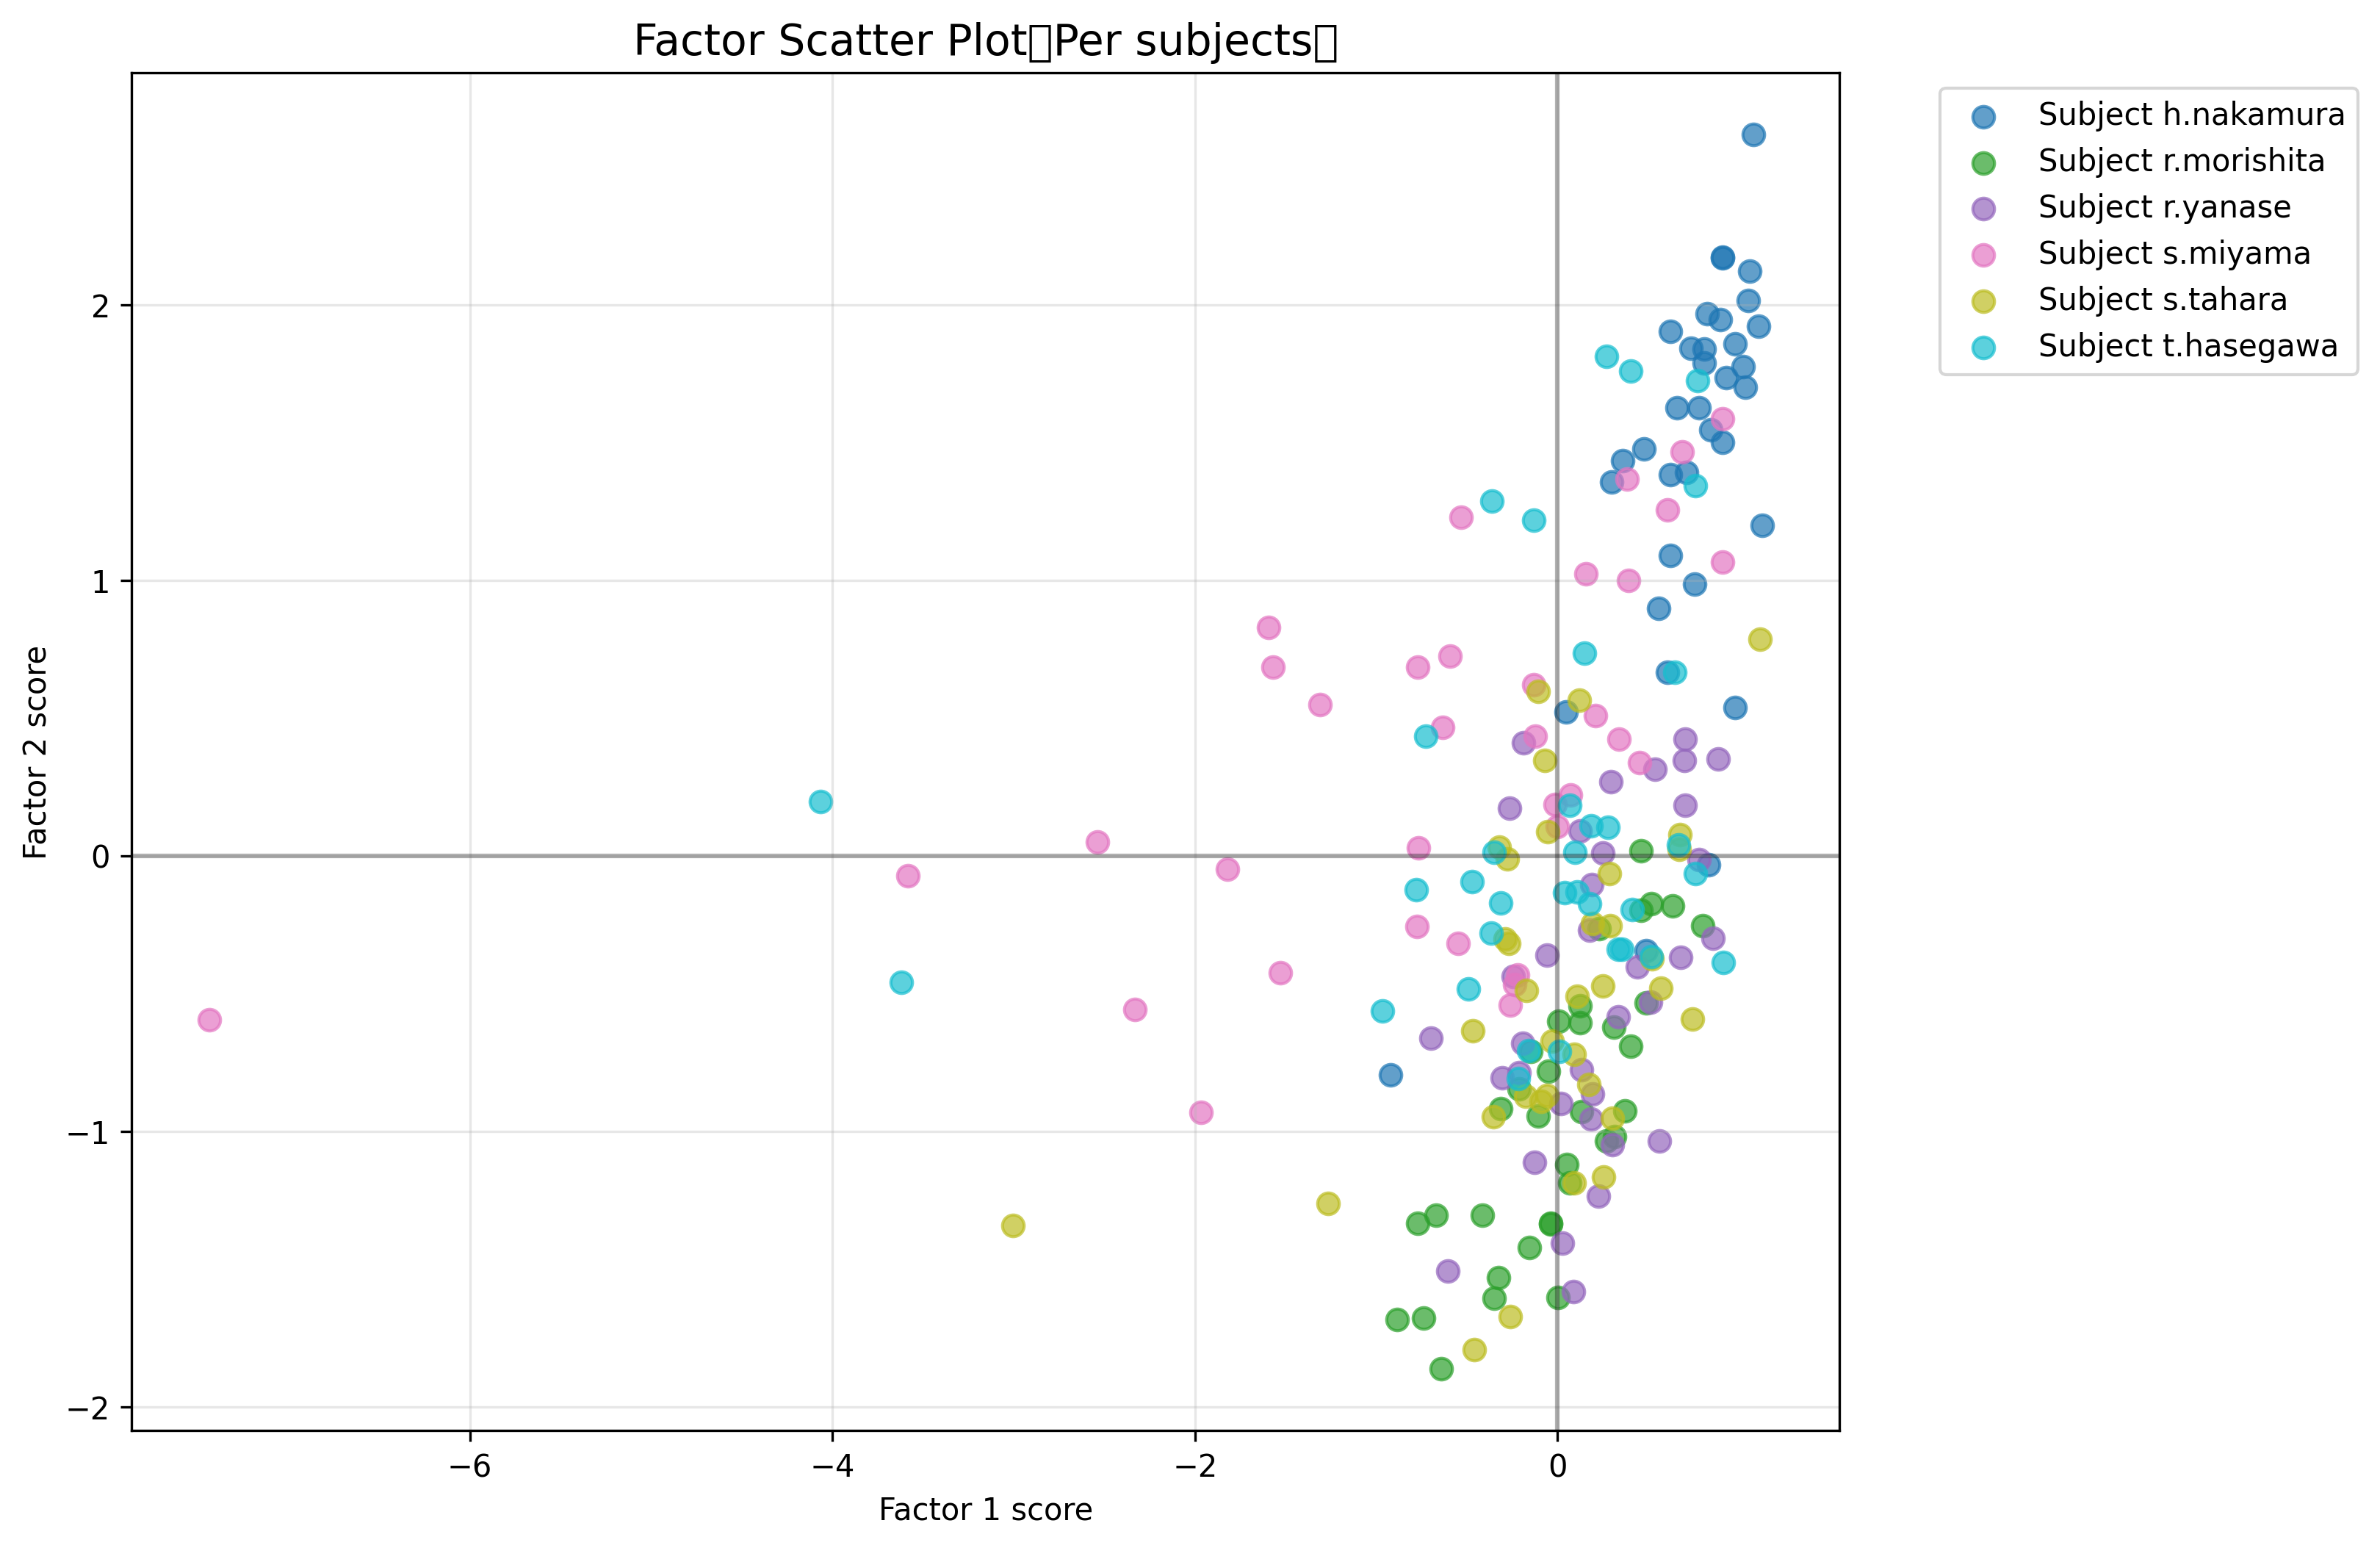 Factor Scatter Plot▯Per subjects▯
Subject h.nakamura
Subject r.morishita
Subject r.yanase
Subject s.miyama
Subject s.tahara
Subject t.hasegawa
Factor 2 score
2
1
0
−1
−2
−6 −4 −2 0
Factor 1 score